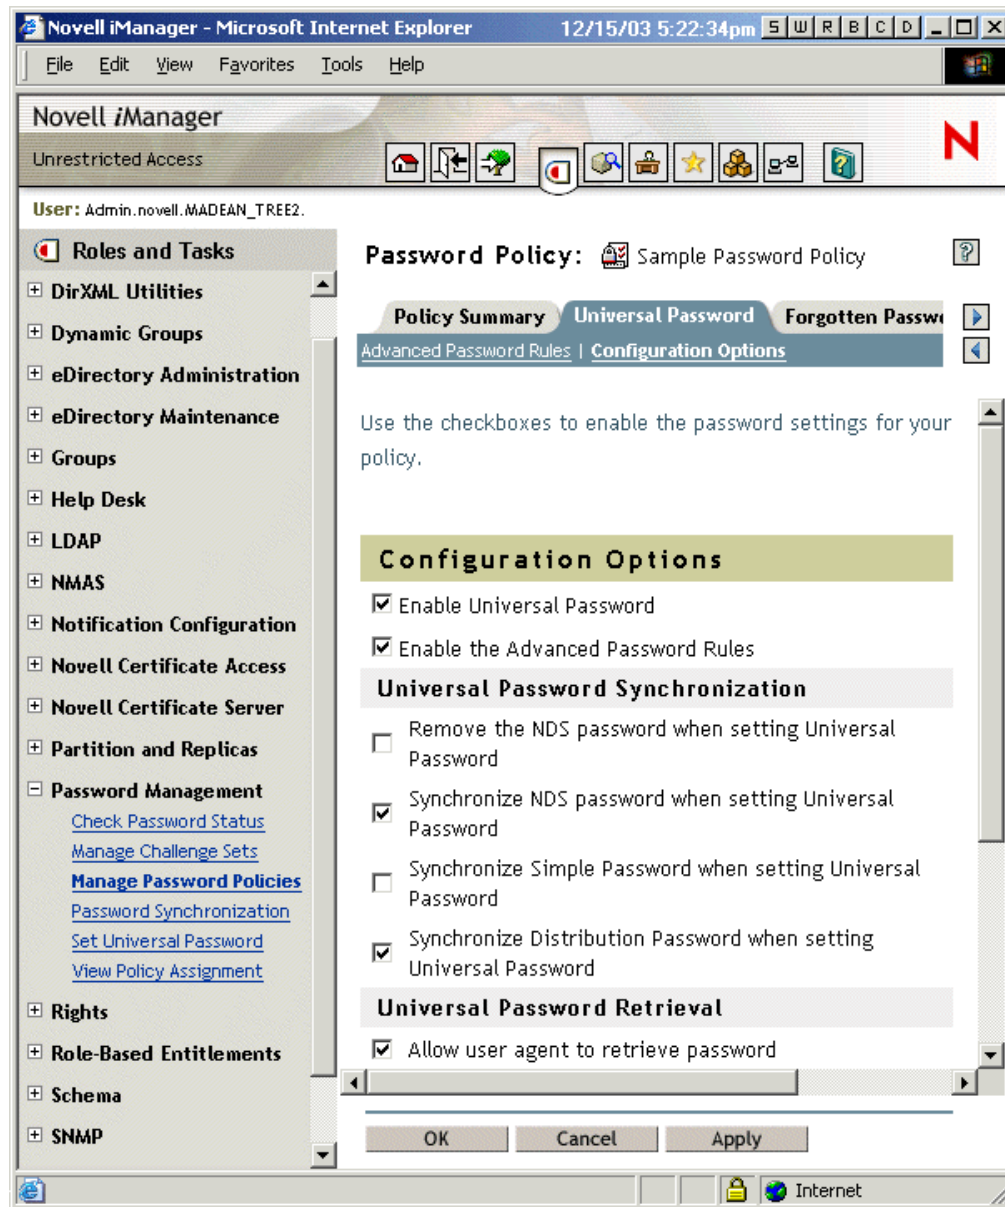 Novell iManager - Microsoft Internet Explorer 12/15/03 5:22:34pm S W R B C D
File Edit View Favorites Tools Help
Novell iManager
Unrestricted Access
N
User: Admin.novell.MADEAN_TREE2.
Roles and Tasks
DirXML Utilities
Dynamic Groups
eDirectory Administration
eDirectory Maintenance
Groups
Help Desk
LDAP
NMAS
Notification Configuration
Novell Certificate Access
Novell Certificate Server
Partition and Replicas
Password Management
Check Password Status
Manage Challenge Sets
Manage Password Policies
Password Synchronization
Set Universal Password
View Policy Assignment
Rights
Role-Based Entitlements
Schema
SNMP
Password Policy: Sample Password Policy ?
Policy Summary Universal Password Forgotten Passw
Advanced Password Rules | Configuration Options
Use the checkboxes to enable the password settings for your
policy.
Configuration Options
Enable Universal Password
Enable the Advanced Password Rules
Universal Password Synchronization
Remove the NDS password when setting Universal
Password
Synchronize NDS password when setting Universal
Password
Synchronize Simple Password when setting Universal
Password
Synchronize Distribution Password when setting
Universal Password
Universal Password Retrieval
Allow user agent to retrieve password
OK Cancel Apply
Internet